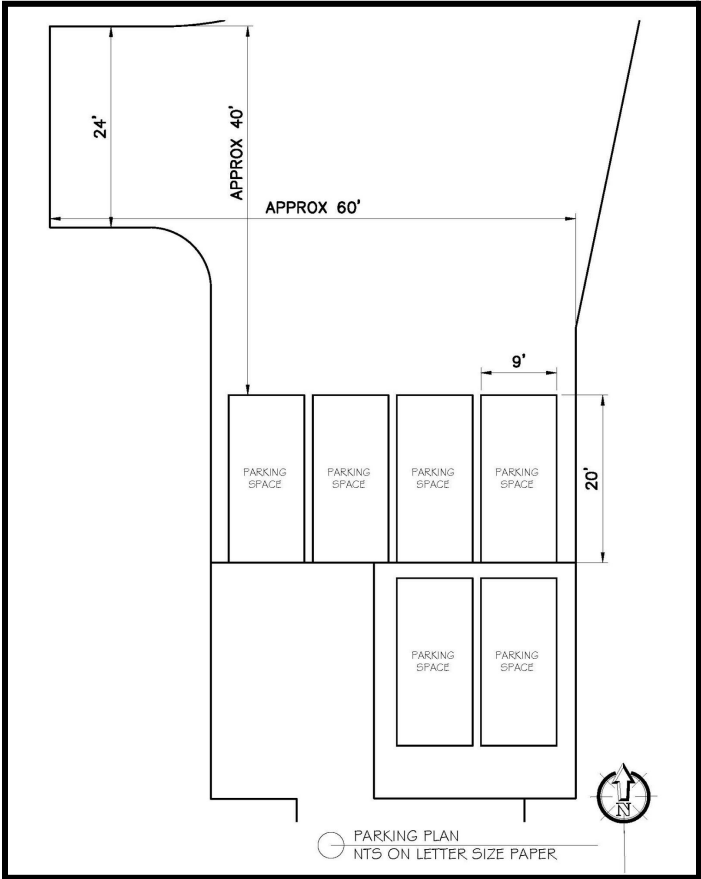 24'
APPROX 40'
APPROX 60'
9'
20'
PARKING
SPACE
PARKING
SPACE
PARKING
SPACE
PARKING
SPACE
PARKING
SPACE
PARKING
SPACE
N
PARKING PLAN
NTS ON LETTER SIZE PAPER